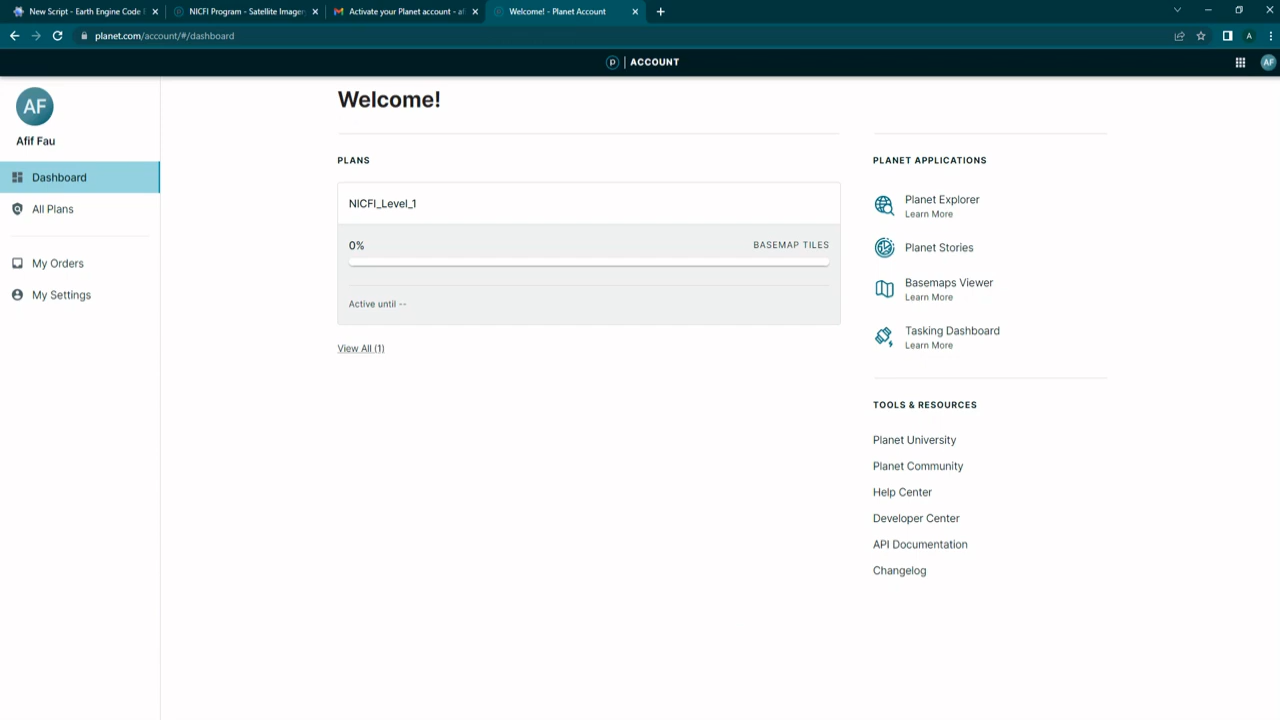 New Script - Earth Engine Code
NICFI Program - Satellite Imager
Activate your Planet account - af
Welcome! - Planet Account
planet.com/account/#/dashboard
A
P | ACCOUNT
AF
AF
Afif Fau
Dashboard
All Plans
My Orders
My Settings
Welcome!
PLANS
NICFI_Level_1
0%
BASEMAP TILES
Active until --
View All (1)
PLANET APPLICATIONS
Planet Explorer
Learn More
Planet Stories
Basemaps Viewer
Learn More
Tasking Dashboard
Learn More
TOOLS & RESOURCES
Planet University
Planet Community
Help Center
Developer Center
API Documentation
Changelog